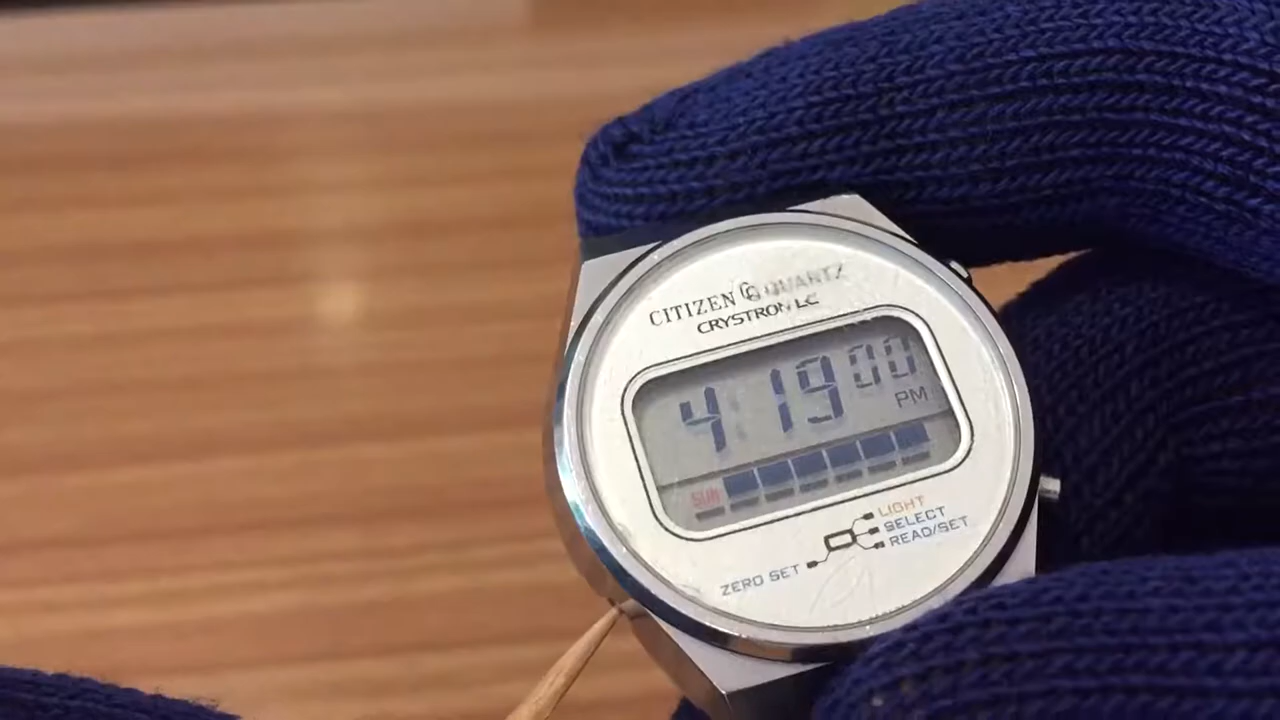 CITIZEN QUARTZ
CRYSTRON LC
4 19 00
PM
SUN
LIGHT
SELECT
READ/SET
ZERO SET